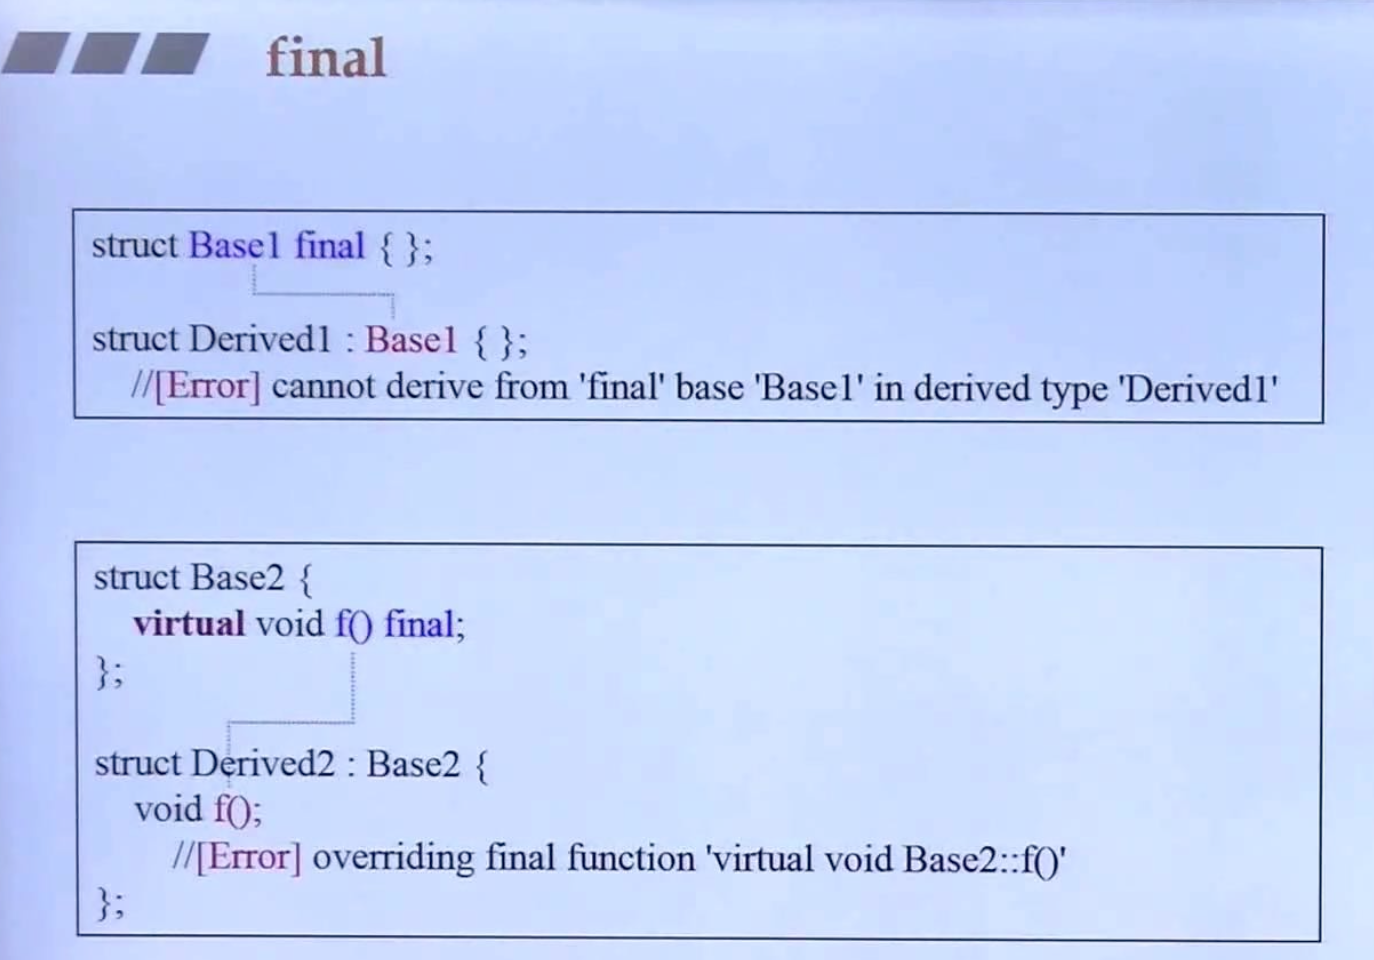 final
struct Base1 final { };
struct Derived1 : Base1 { };
//[Error] cannot derive from 'final' base 'Base1' in derived type 'Derived1'
struct Base2 {
virtual void f() final;
};
struct Derived2 : Base2 {
void f();
//[Error] overriding final function 'virtual void Base2::f()'
};